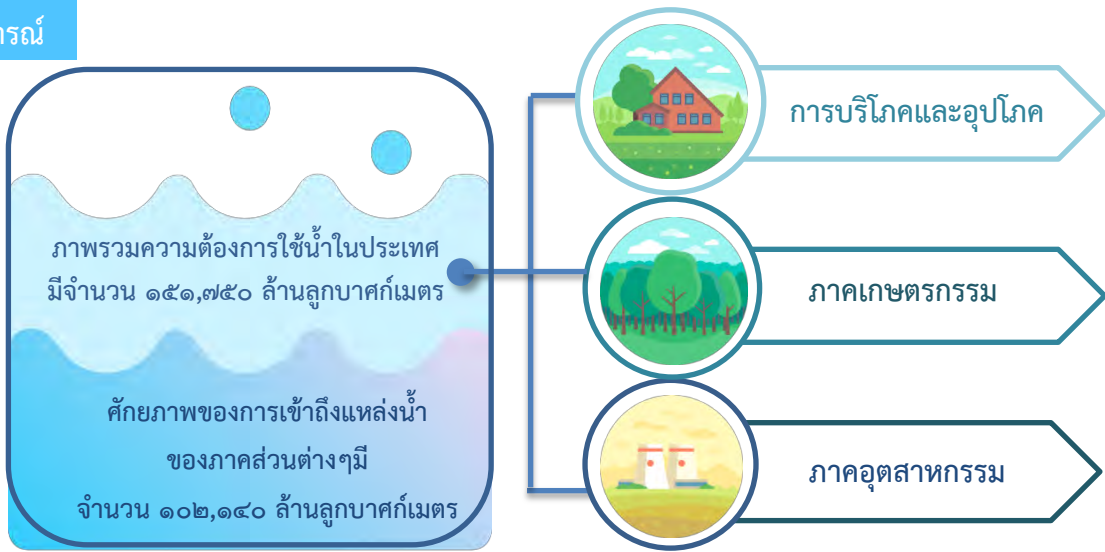 ภาพรวมความต้องการใช้น้ำในประเทศ
มีจำนวน ๑๕๑,๗๕๐ ล้านลูกบาศก์เมตร
ศักยภาพของการเข้าถึงแหล่งน้ำ
ของภาคส่วนต่างๆมี
จำนวน ๑๐๒,๑๔๐ ล้านลูกบาศก์เมตร
การบริโภคและอุปโภค
ภาคเกษตรกรรม
ภาคอุตสาหกรรม